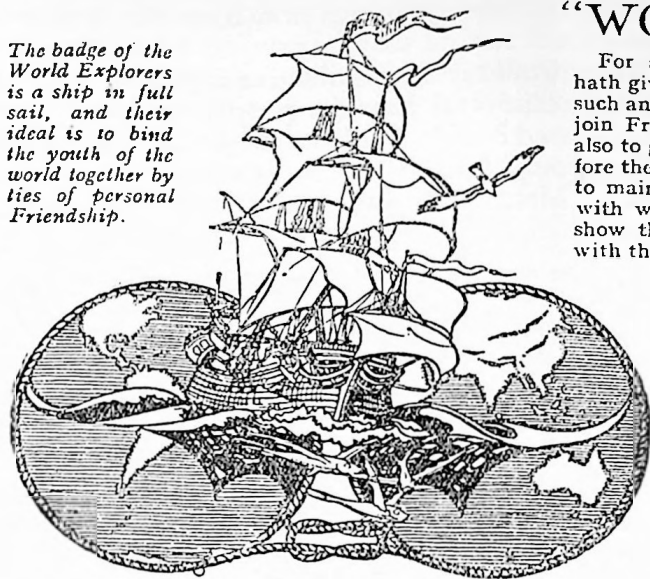 The badge of the
World Explorers
is a ship in full
sail, and their
ideal is to bind
the youth of the
world together by
ties of personal
Friendship.
"WO
For a
hath giv
such an
join Fr
also to g
fore the
to main
with w
show th
with th